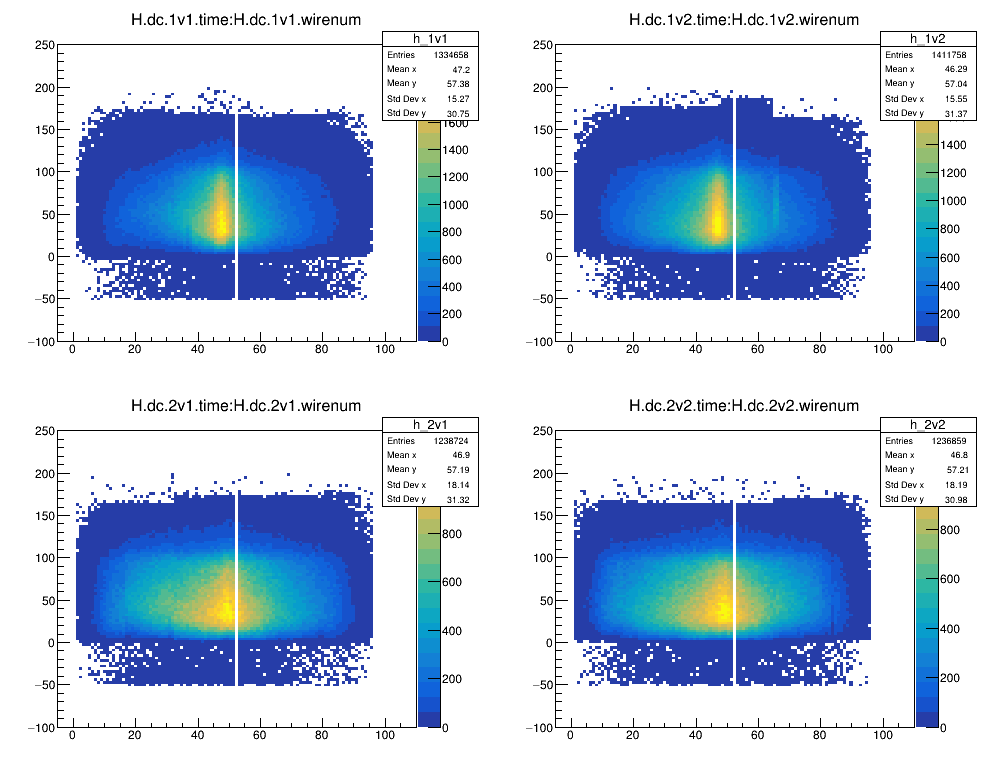 H.dc.1v1.time:H.dc.1v1.wirenum
h_1v1
Entries 1334658
Mean x 47.2
Mean y 57.38
Std Dev x 15.27
Std Dev y 30.75
250
200
150
100
50
0
−50
−100
0 20 40 60 80 100
1600
1400
1200
1000
800
600
400
200
0
H.dc.1v2.time:H.dc.1v2.wirenum
h_1v2
Entries 1411758
Mean x 46.29
Mean y 57.04
Std Dev x 15.55
Std Dev y 31.37
250
200
150
100
50
0
−50
−100
0 20 40 60 80 100
1400
1200
1000
800
600
400
200
0
H.dc.2v1.time:H.dc.2v1.wirenum
h_2v1
Entries 1238724
Mean x 46.9
Mean y 57.19
Std Dev x 18.14
Std Dev y 31.32
250
200
150
100
50
0
−50
−100
0 20 40 60 80 100
800
600
400
200
0
H.dc.2v2.time:H.dc.2v2.wirenum
h_2v2
Entries 1236859
Mean x 46.8
Mean y 57.21
Std Dev x 18.19
Std Dev y 30.98
250
200
150
100
50
0
−50
−100
0 20 40 60 80 100
800
600
400
200
0